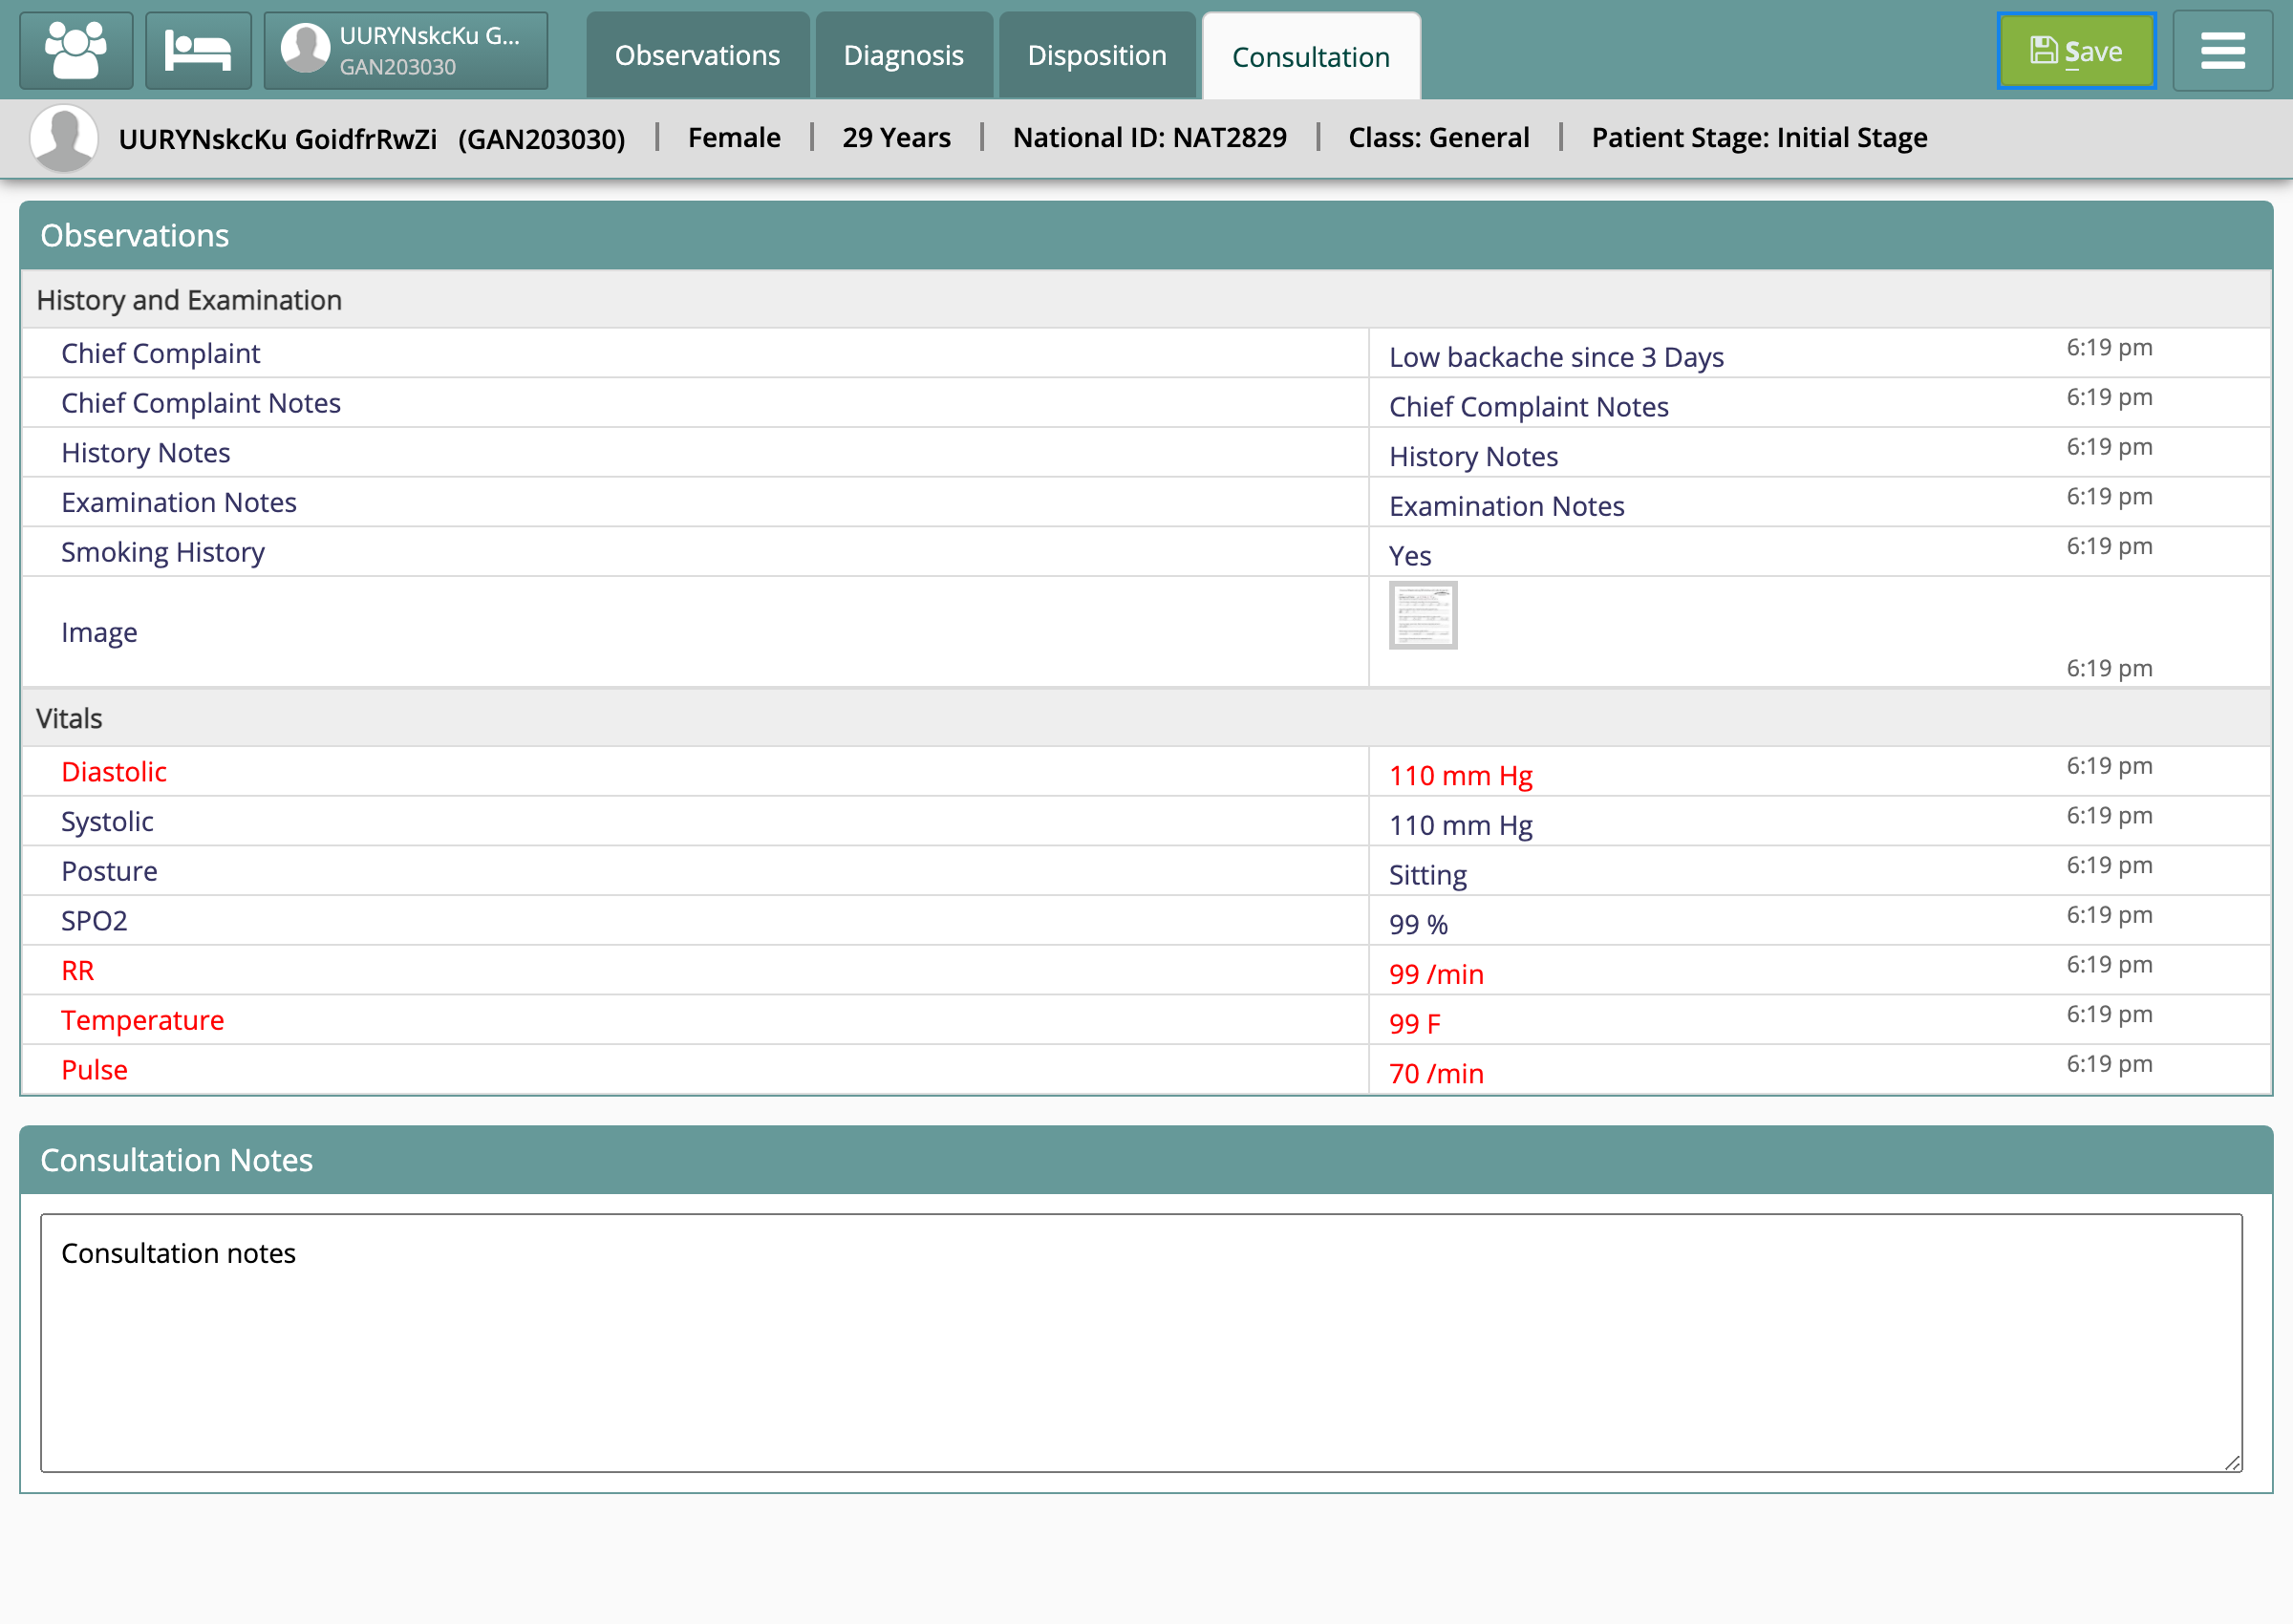 UURYNskcKu G...
GAN203030
Observations
Diagnosis
Disposition
Consultation
Save
UURYNskcKu GoidfrRwZi (GAN203030) | Female | 29 Years | National ID: NAT2829 | Class: General | Patient Stage: Initial Stage
Observations
History and Examination
Chief Complaint Low backache since 3 Days 6:19 pm
Chief Complaint Notes Chief Complaint Notes 6:19 pm
History Notes History Notes 6:19 pm
Examination Notes Examination Notes 6:19 pm
Smoking History Yes 6:19 pm
Image 6:19 pm
Vitals
Diastolic 110 mm Hg 6:19 pm
Systolic 110 mm Hg 6:19 pm
Posture Sitting 6:19 pm
SPO2 99 % 6:19 pm
RR 99 /min 6:19 pm
Temperature 99 F 6:19 pm
Pulse 70 /min 6:19 pm
Consultation Notes
Consultation notes